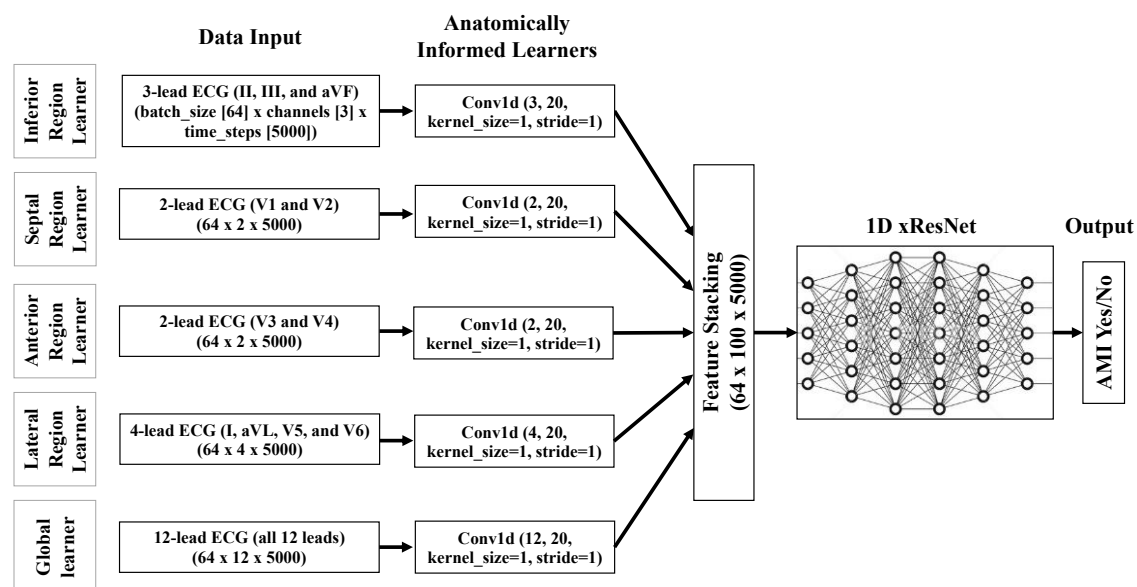 Data Input
Anatomically
Informed Learners
Inferior
Region
Learner
3-lead ECG (II, III, and aVF)
(batch_size [64] x channels [3] x
time_steps [5000])
Conv1d (3, 20,
kernel_size=1, stride=1)
Septal
Region
Learner
2-lead ECG (V1 and V2)
(64 x 2 x 5000)
Conv1d (2, 20,
kernel_size=1, stride=1)
Anterior
Region
Learner
2-lead ECG (V3 and V4)
(64 x 2 x 5000)
Conv1d (2, 20,
kernel_size=1, stride=1)
Lateral
Region
Learner
4-lead ECG (I, aVL, V5, and V6)
(64 x 4 x 5000)
Conv1d (4, 20,
kernel_size=1, stride=1)
Global
learner
12-lead ECG (all 12 leads)
(64 x 12 x 5000)
Conv1d (12, 20,
kernel_size=1, stride=1)
Feature Stacking
(64 x 100 x 5000)
1D xResNet
Output
AMI Yes/No